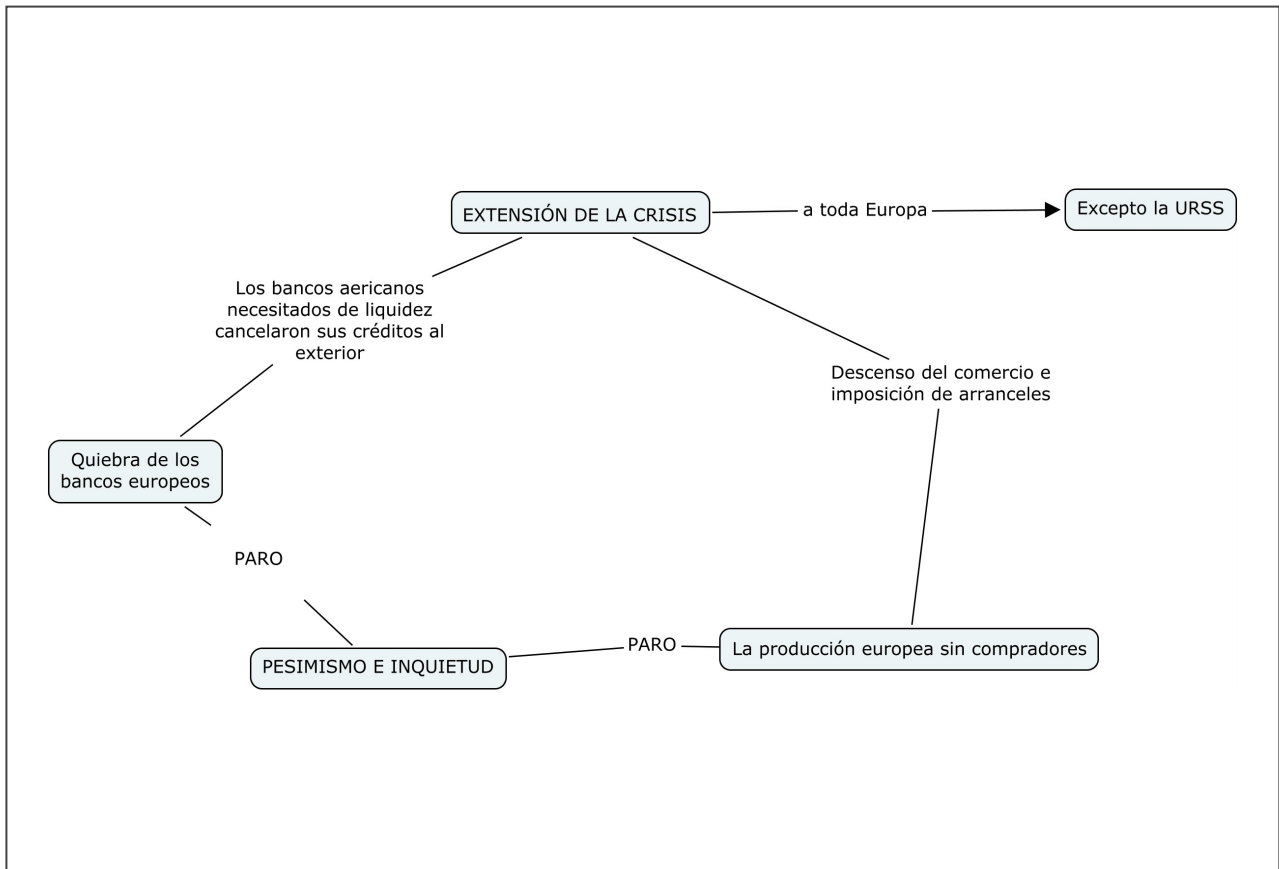 EXTENSIÓN DE LA CRISIS
a toda Europa
Excepto la URSS
Los bancos aericanos
necesitados de liquidez
cancelaron sus créditos al
exterior
Descenso del comercio e
imposición de arranceles
Quiebra de los
bancos europeos
PARO
PESIMISMO E INQUIETUD
PARO
La producción europea sin compradores